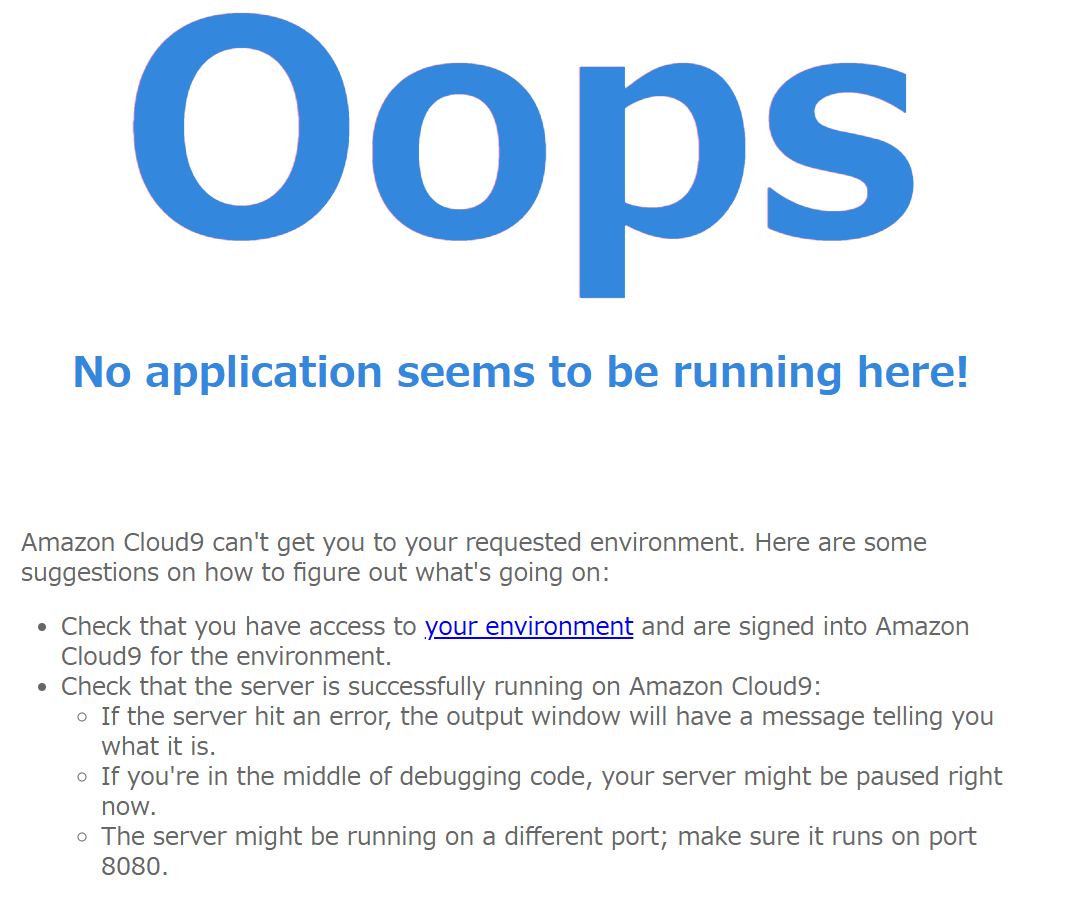 Oops
No application seems to be running here!
Amazon Cloud9 can't get you to your requested environment. Here are some
suggestions on how to figure out what's going on:
Check that you have access to your environment and are signed into Amazon
Cloud9 for the environment.
Check that the server is successfully running on Amazon Cloud9:
If the server hit an error, the output window will have a message telling you
what it is.
If you're in the middle of debugging code, your server might be paused right
now.
The server might be running on a different port; make sure it runs on port
8080.